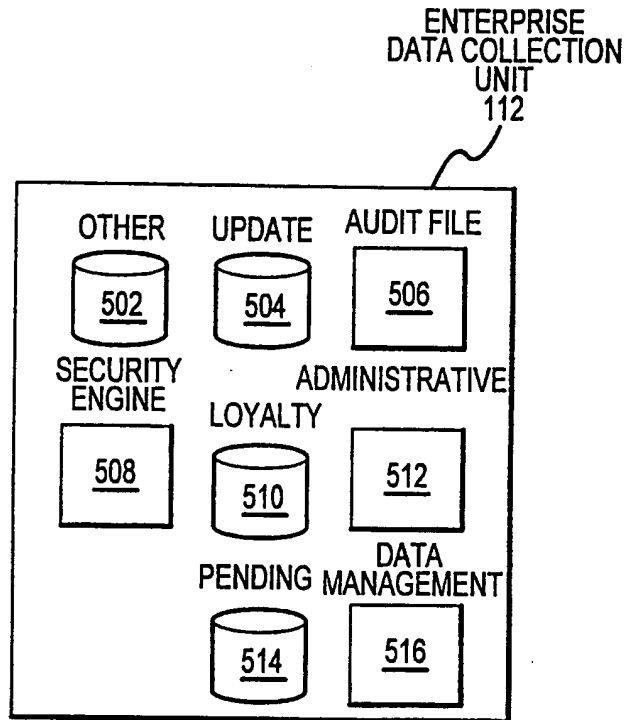 ENTERPRISE
DATA COLLECTION
UNIT
112
OTHER
UPDATE
AUDIT FILE
502
504
506
SECURITY
ENGINE
LOYALTY
ADMINISTRATIVE
508
510
512
PENDING
DATA
MANAGEMENT
514
516